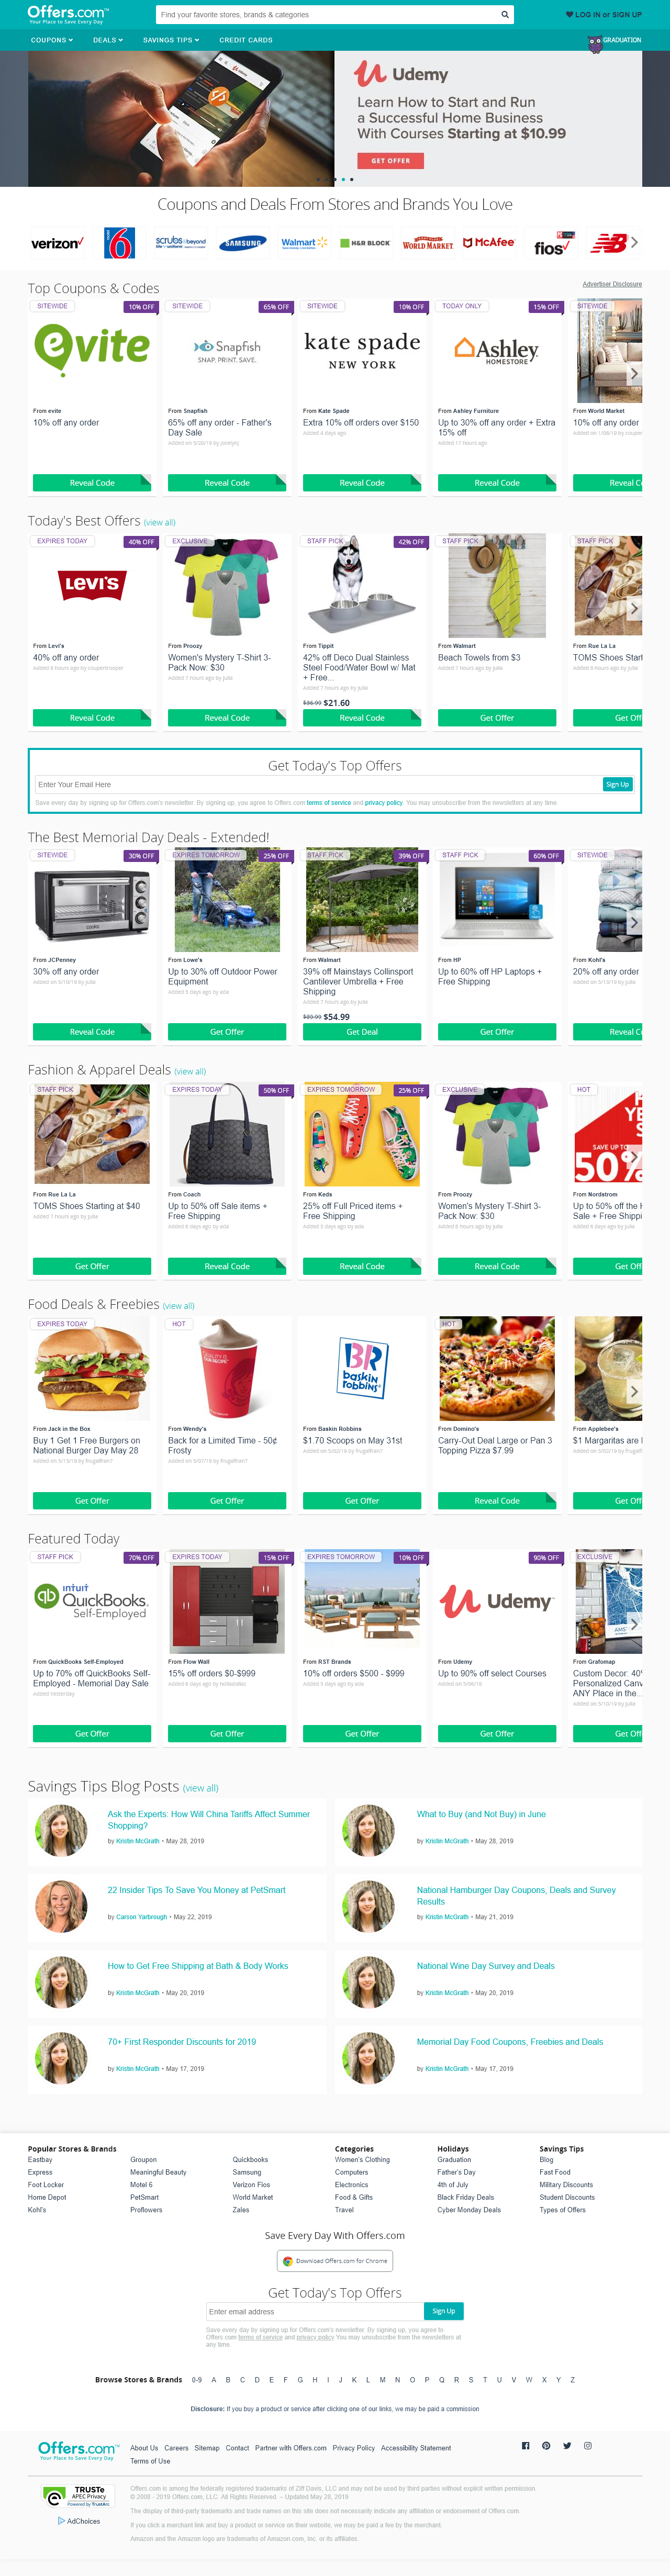 Offers.com™
Your Place to Save Every Day
Find your favorite stores, brands & categories
LOG IN or SIGN UP
COUPONS
DEALS
SAVINGS TIPS
CREDIT CARDS
GRADUATION
Udemy
Learn How to Start and Run
a Successful Home Business
With Courses Starting at $10.99
GET OFFER
Coupons and Deals From Stores and Brands You Love
verizon
6
scrubs&beyond
SAMSUNG
Walmart
H&R BLOCK
WORLD MARKET
McAfee
fios
Top Coupons & Codes
Advertiser Disclosure
SITEWIDE
10% OFF
evite
From evite
10% off any order
Reveal Code
SITEWIDE
65% OFF
Snapfish
SNAP. PRINT. SAVE.
From Snapfish
65% off any order - Father's
Day Sale
Added on 5/20/19 by jocelynj
Reveal Code
SITEWIDE
10% OFF
kate spade
NEW YORK
From Kate Spade
Extra 10% off orders over $150
Added 4 days ago
Reveal Code
TODAY ONLY
15% OFF
Ashley
HOMESTORE
From Ashley Furniture
Up to 30% off any order + Extra
15% off
Added 17 hours ago
Reveal Code
SITEWIDE
From World Market
10% off any order
Reveal C
Today's Best Offers (view all)
EXPIRES TODAY
40% OFF
LEVI'S
From Levi's
40% off any order
Added 8 hours ago by coupontrooper
Reveal Code
EXCLUSIVE
From Proozy
Women's Mystery T-Shirt 3-
Pack Now: $30
Added 7 hours ago by julia
Reveal Code
STAFF PICK
42% OFF
From Tippit
42% off Deco Dual Stainless
Steel Food/Water Bowl w/ Mat
+ Free...
Added 7 hours ago by julia
$36.99 $21.60
Reveal Code
STAFF PICK
From Walmart
Beach Towels from $3
Added 7 hours ago by julia
Get Offer
STAFF PICK
From Rue La La
TOMS Shoes Start
Added 8 hours ago by julia
Get Off
Get Today's Top Offers
Enter Your Email Here
Sign Up
Save every day by signing up for Offers.com's newsletter. By signing up, you agree to Offers.com terms of service and privacy policy. You may unsubscribe from the newsletters at any time.
The Best Memorial Day Deals - Extended!
SITEWIDE
30% OFF
From JCPenney
30% off any order
Added on 5/19/19 by julia
Reveal Code
EXPIRES TOMORROW
25% OFF
From Lowe's
Up to 30% off Outdoor Power
Equipment
Added 5 days ago by ada
Get Offer
STAFF PICK
39% OFF
From Walmart
39% off Mainstays Collinsport
Cantilever Umbrella + Free
Shipping
Added 7 hours ago by julia
$89.99 $54.99
Get Deal
STAFF PICK
60% OFF
From HP
Up to 60% off HP Laptops +
Free Shipping
Get Offer
SITEWIDE
From Kohl's
20% off any order
Added on 5/13/19 by julia
Reveal C
Fashion & Apparel Deals (view all)
STAFF PICK
From Rue La La
TOMS Shoes Starting at $40
Added 7 hours ago by julia
Get Offer
EXPIRES TODAY
50% OFF
From Coach
Up to 50% off Sale items +
Free Shipping
Added 6 days ago by ada
Reveal Code
EXPIRES TOMORROW
25% OFF
From Keds
25% off Full Priced items +
Free Shipping
Added 5 days ago by ada
Reveal Code
EXCLUSIVE
From Proozy
Women's Mystery T-Shirt 3-
Pack Now: $30
Added 8 hours ago by julia
Reveal Code
HOT
SAVE UP TO
50%
From Nordstrom
Up to 50% off the H
Sale + Free Shippi
Added 6 days ago by julia
Get Off
Food Deals & Freebies (view all)
EXPIRES TODAY
From Jack in the Box
Buy 1 Get 1 Free Burgers on
National Burger Day May 28
Added on 5/15/19 by frugalfran7
Get Offer
HOT
From Wendy's
Back for a Limited Time - 50¢
Frosty
Added on 5/07/19 by frugalfran7
Get Offer
BR
baskin
robbins
From Baskin Robbins
$1.70 Scoops on May 31st
Added on 5/02/19 by frugalfran7
Get Offer
HOT
From Domino's
Carry-Out Deal Large or Pan 3
Topping Pizza $7.99
Reveal Code
From Applebee's
$1 Margaritas are
Get Off
Featured Today
STAFF PICK
70% OFF
intuit
QuickBooks.
Self-Employed
From QuickBooks Self-Employed
Up to 70% off QuickBooks Self-
Employed - Memorial Day Sale
Added Yesterday
Get Offer
EXPIRES TODAY
15% OFF
From Flow Wall
15% off orders $0-$999
Get Offer
EXPIRES TOMORROW
10% OFF
From RST Brands
10% off orders $500 - $999
Added 5 days ago by ada
Get Offer
90% OFF
Udemy
From Udemy
Up to 90% off select Courses
Added on 5/06/19
Get Offer
EXCLUSIVE
From Grafomap
Custom Decor: 40
Personalized Canv
ANY Place in the...
Added on 5/10/19 by julia
Get Off
Savings Tips Blog Posts (view all)
Ask the Experts: How Will China Tariffs Affect Summer
Shopping?
by Kristin McGrath • May 28, 2019
What to Buy (and Not Buy) in June
by Kristin McGrath • May 28, 2019
22 Insider Tips To Save You Money at PetSmart
by Carson Yarbrough • May 22, 2019
National Hamburger Day Coupons, Deals and Survey
Results
by Kristin McGrath • May 21, 2019
How to Get Free Shipping at Bath & Body Works
by Kristin McGrath • May 20, 2019
National Wine Day Survey and Deals
by Kristin McGrath • May 20, 2019
70+ First Responder Discounts for 2019
by Kristin McGrath • May 17, 2019
Memorial Day Food Coupons, Freebies and Deals
by Kristin McGrath • May 17, 2019
Popular Stores & Brands
Eastbay
Express
Foot Locker
Home Depot
Kohl's
Groupon
Meaningful Beauty
Motel 6
PetSmart
Proflowers
Quickbooks
Samsung
Verizon Fios
World Market
Zales
Categories
Women's Clothing
Computers
Electronics
Food & Gifts
Travel
Holidays
Graduation
Father's Day
4th of July
Black Friday Deals
Cyber Monday Deals
Savings Tips
Blog
Fast Food
Military Discounts
Student Discounts
Types of Offers
Save Every Day With Offers.com
Download Offers.com for Chrome
Get Today's Top Offers
Enter email address
Sign Up
Save every day by signing up for Offers.com's newsletter. By signing up, you agree to
Offers.com terms of service and privacy policy You may unsubscribe from the newsletters at
any time.
Browse Stores & Brands 0-9 A B C D E F G H I J K L M N O P Q R S T U V W X Y Z
Disclosure: If you buy a product or service after clicking one of our links, we may be paid a commission
Offers.com™
Your Place to Save Every Day
About Us Careers Sitemap Contact Partner with Offers.com Privacy Policy Accessibility Statement
Terms of Use
TRUSTe
APEC Privacy
Powered by TrustArc
AdChoices
Offers.com is among the federally registered trademarks of Ziff Davis, LLC and may not be used by third parties without explicit written permission.
© 2008 - 2019 Offers.com, LLC. All Rights Reserved. – Updated May 28, 2019
The display of third-party trademarks and trade names on this site does not necessarily indicate any affiliation or endorsement of Offers.com.
If you click a merchant link and buy a product or service on their website, we may be paid a fee by the merchant.
Amazon and the Amazon logo are trademarks of Amazon.com, Inc. or its affiliates.